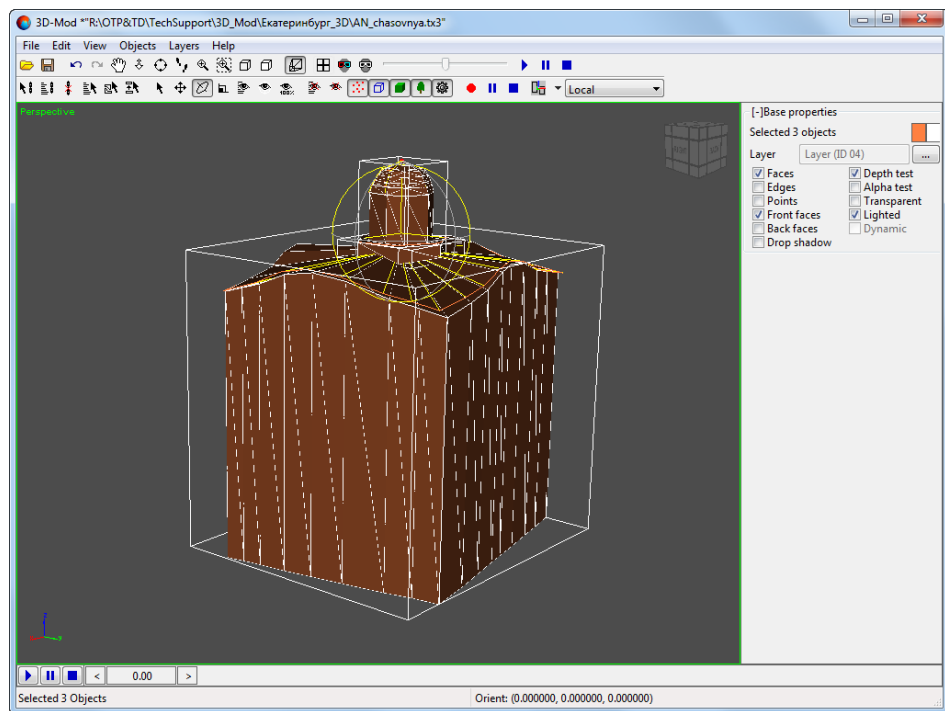 3D-Mod *"R:\OTP&TD\TechSupport\3D_Mod\Екатеринбург_3D\AN_chasovnya.tx3"
File Edit View Objects Layers Help
Local
Perspective
[-]Base properties
Selected 3 objects
Layer Layer (ID 04) ...
Faces Depth test
Edges Alpha test
Points Transparent
Front faces Lighted
Back faces Dynamic
Drop shadow
< 0.00 >
Selected 3 Objects Orient: (0.000000, 0.000000, 0.000000)